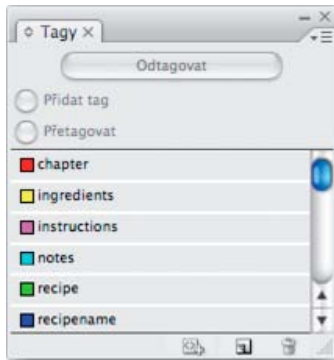 Tagy
Odtagovat
Přidat tag
Přetagovat
chapter
ingredients
instructions
notes
recipe
recipename